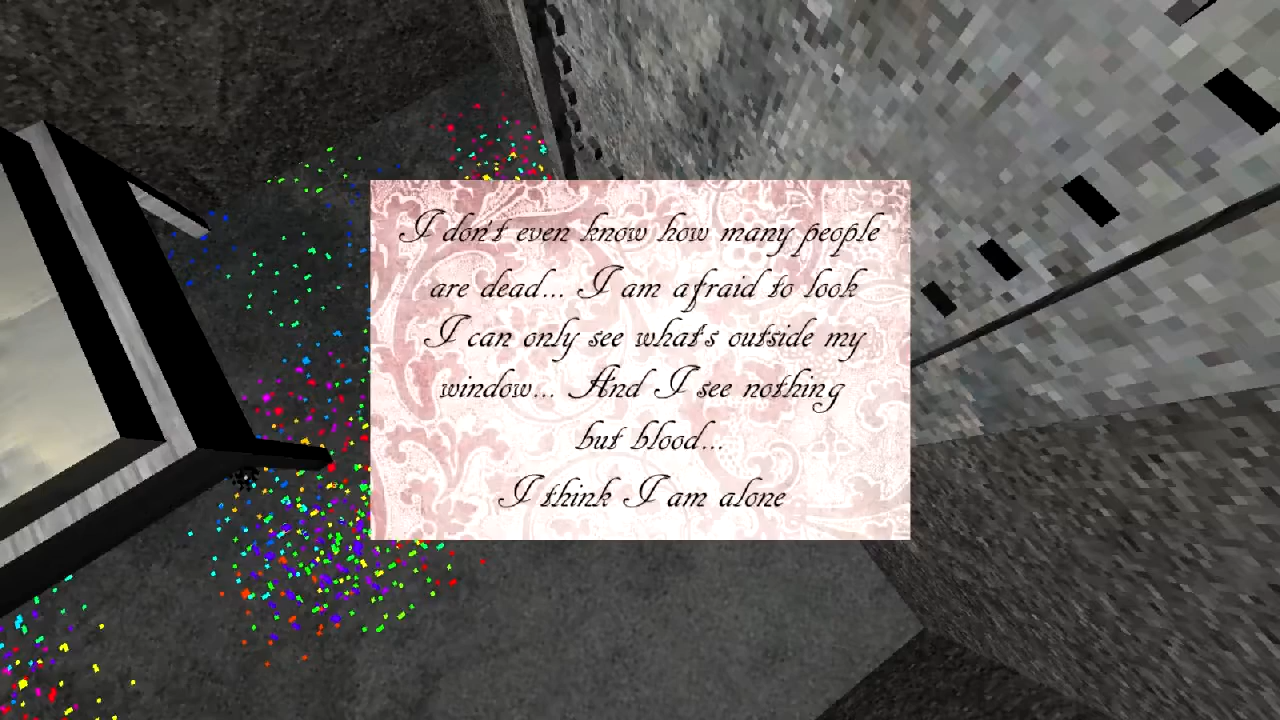 I don't even know how many people
are dead... I am afraid to look
I can only see what's outside my
window... And I see nothing
but blood...
I think I am alone